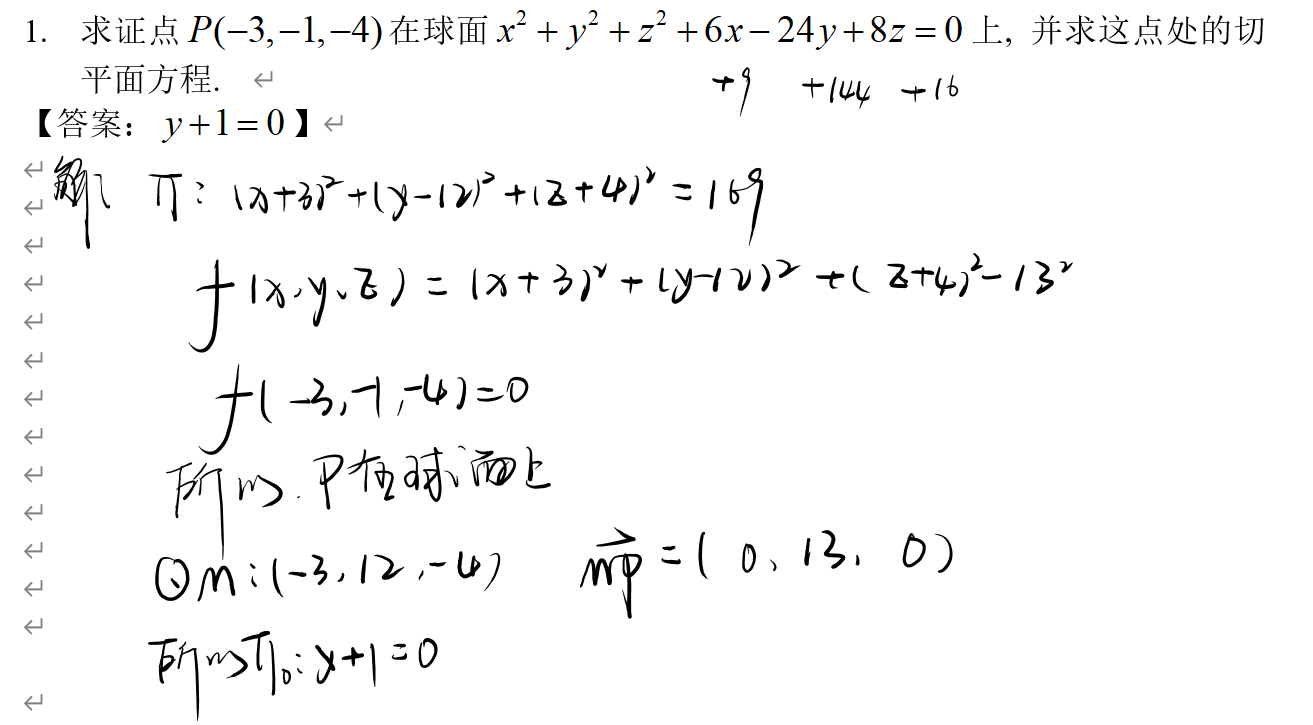 1. 求证点 P(−3,−1,−4) 在球面 x² + y² + z² + 6x − 24y + 8z = 0 上, 并求这点处的切
平面方程. ↵
+9 +144 +16
【答案: y+1=0】↵
解: π: (x+3)²+(y-12)²+(z+4)²=169
f(x,y,z) = (x+3)²+(y-12)²+(z+4)²-13²
f(-3,-1,-4)=0
所以 P在球面上
M:(-3,12,-4) MP=(0,13,0)
所以π₀: y+1=0